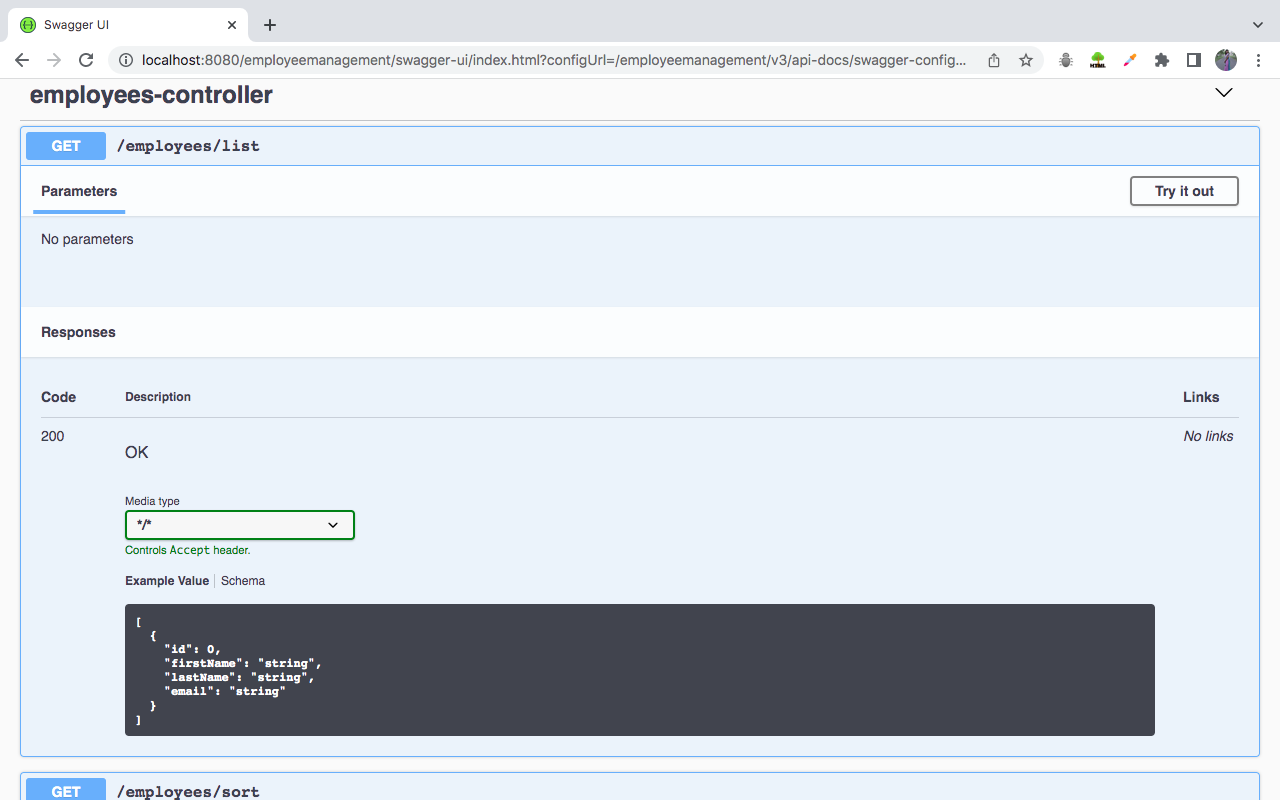 Swagger UI
localhost:8080/employeemanagement/swagger-ui/index.html?configUrl=/employeemanagement/v3/api-docs/swagger-config...
HTML
employees-controller
GET /employees/list
Parameters
Try it out
No parameters
Responses
Code Description Links
200 OK No links
Media type
*/*
Controls Accept header.
Example Value Schema
[
  {
    "id": 0,
    "firstName": "string",
    "lastName": "string",
    "email": "string"
  }
]
GET /employees/sort